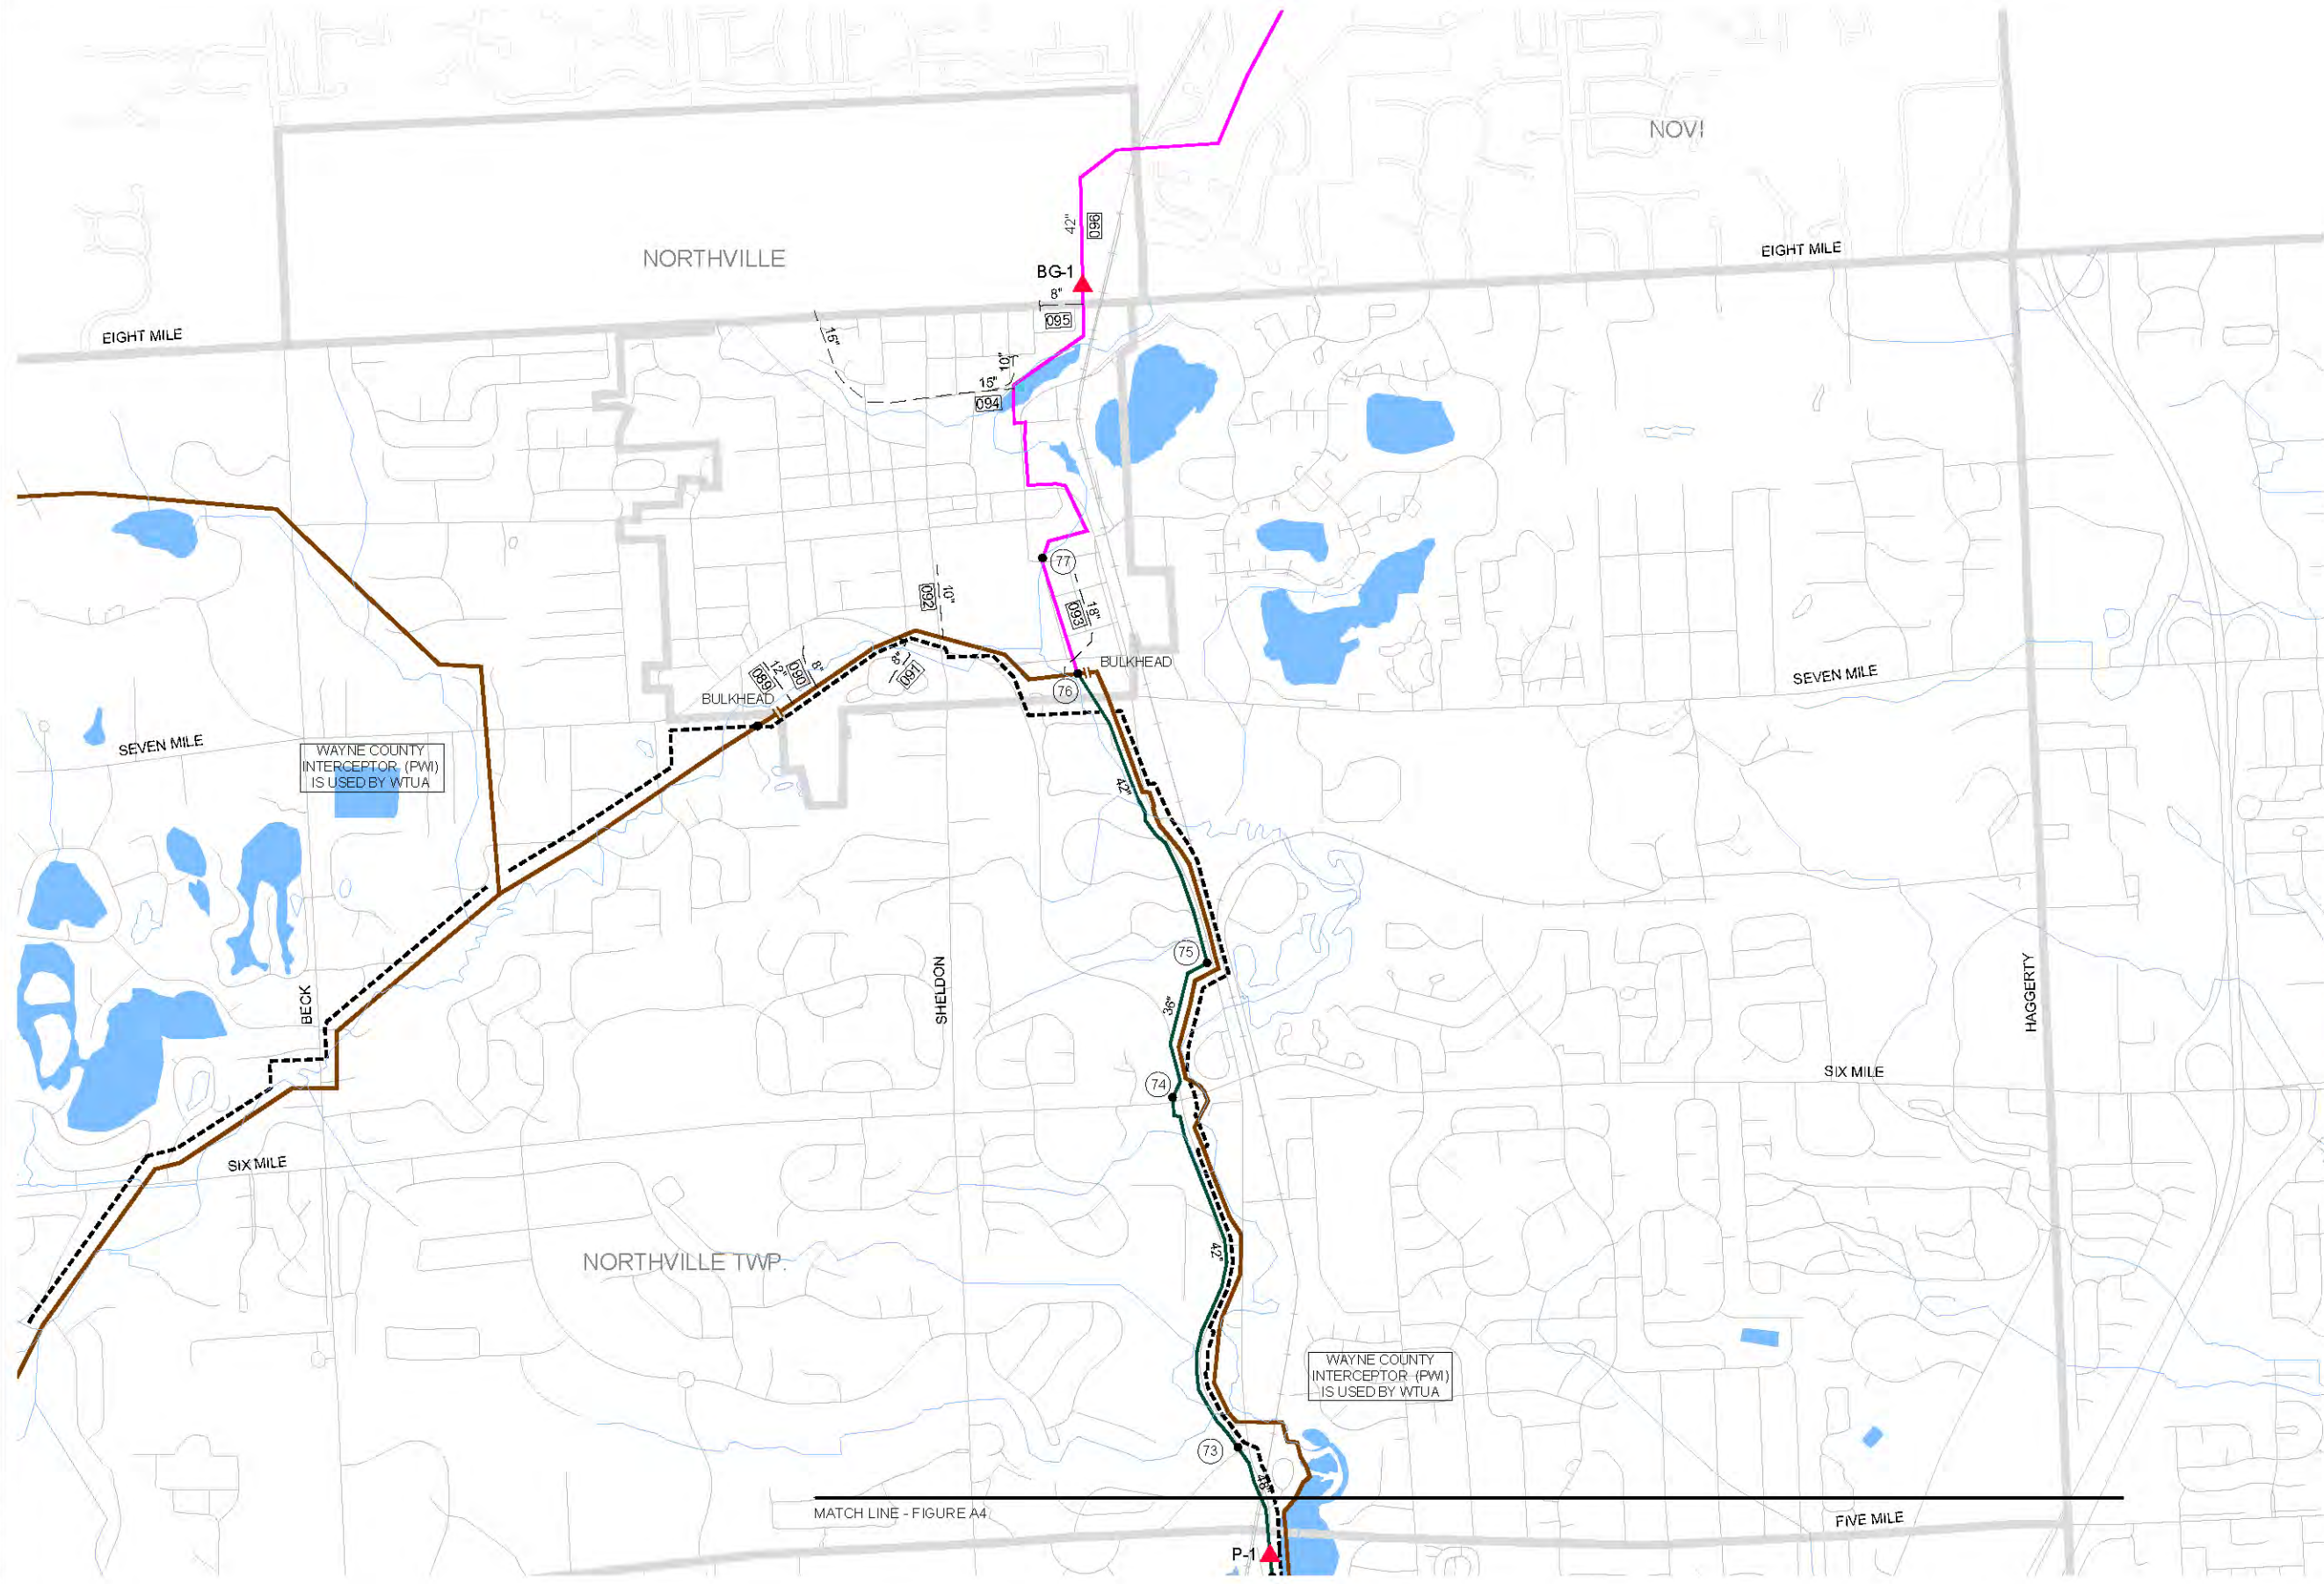 NOVI
42"
096
NORTHVILLE
EIGHT MILE
BG-1
8"
095
EIGHT MILE
16"
10"
15"
094
77
092
10"
18"
093
BULKHEAD
76
8"
090
12"
089
8"
091
BULKHEAD
SEVEN MILE
SEVEN MILE
WAYNE COUNTY
INTERCEPTOR (PWI)
IS USED BY WTUA
42"
75
36"
BECK
SHELDON
HAGGERTY
74
SIX MILE
SIX MILE
42"
NORTHVILLE TWP.
WAYNE COUNTY
INTERCEPTOR (PWI)
IS USED BY WTUA
73
48"
MATCH LINE - FIGURE A4
FIVE MILE
P-1